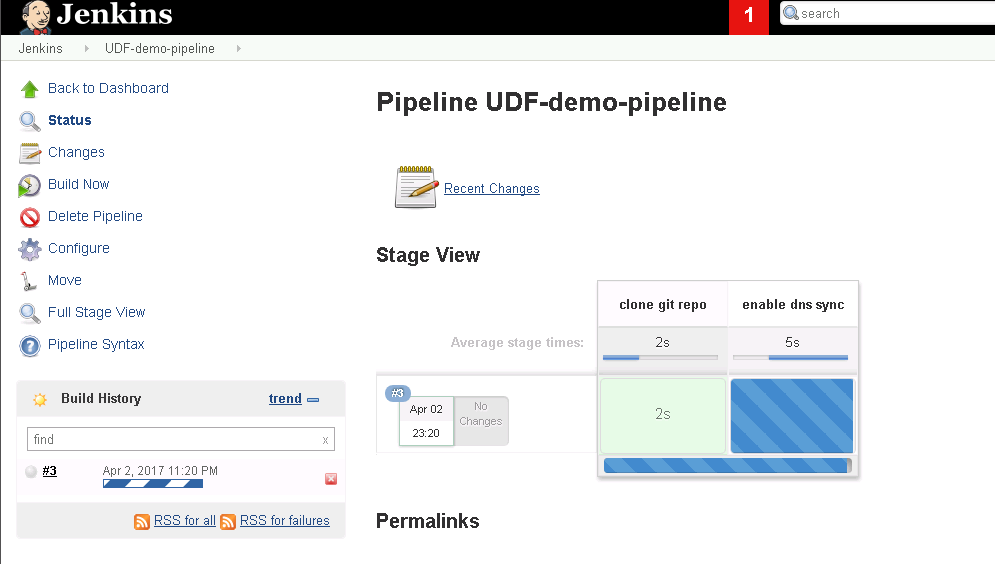 Jenkins
1
search
Jenkins
UDF-demo-pipeline
Back to Dashboard
Status
Changes
Build Now
Delete Pipeline
Configure
Move
Full Stage View
Pipeline Syntax
Build History
trend
find
x
#3
Apr 2, 2017 11:20 PM
RSS for all
RSS for failures
Pipeline UDF-demo-pipeline
Recent Changes
Stage View
clone git repo
enable dns sync
Average stage times:
2s
5s
#3
Apr 02
23:20
No
Changes
2s
Permalinks